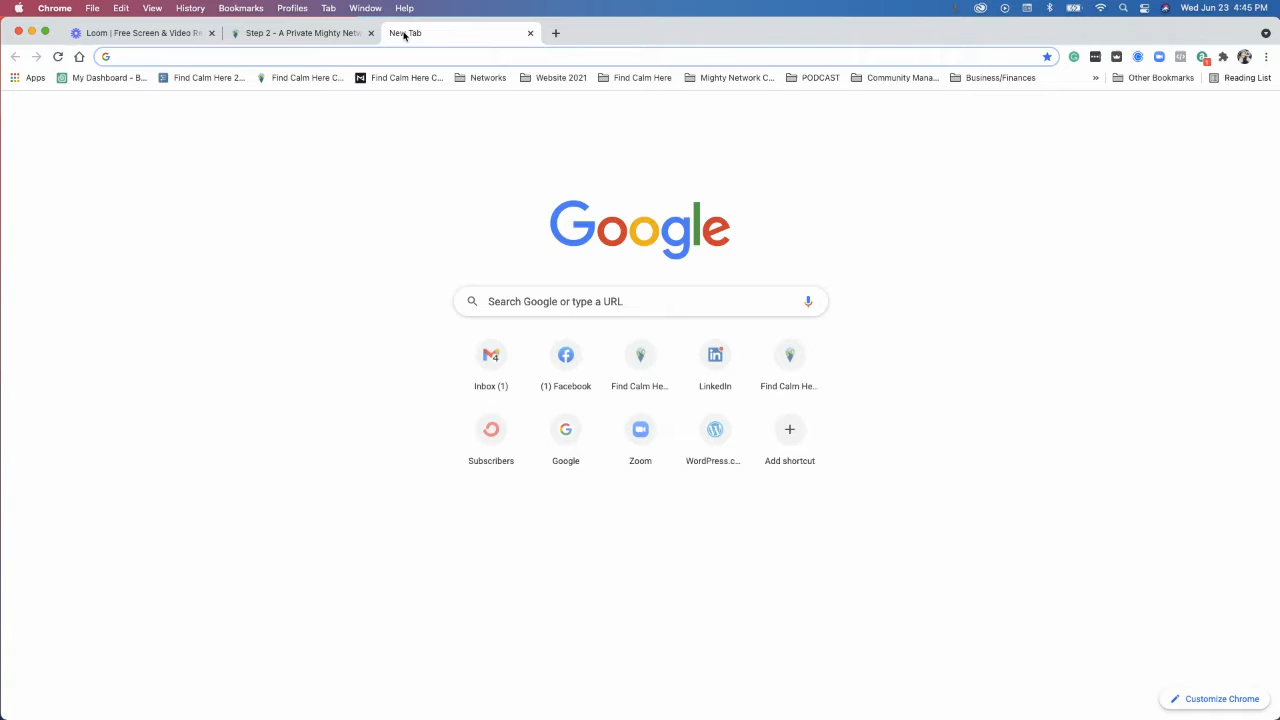 Chrome File Edit View History Bookmarks Profiles Tab Window Help Wed Jun 23 4:45 PM
Loom | Free Screen & Video Re Step 2 - A Private Mighty Netw New Tab
Apps My Dashboard - B... Find Calm Here 2... Find Calm Here C... Find Calm Here C... Networks Website 2021 Find Calm Here Mighty Network C... PODCAST Community Mana... Business/Finances » Other Bookmarks Reading List
Google
Search Google or type a URL
Inbox (1) (1) Facebook Find Calm He... LinkedIn Find Calm He...
Subscribers Google Zoom WordPress.c... Add shortcut
Customize Chrome